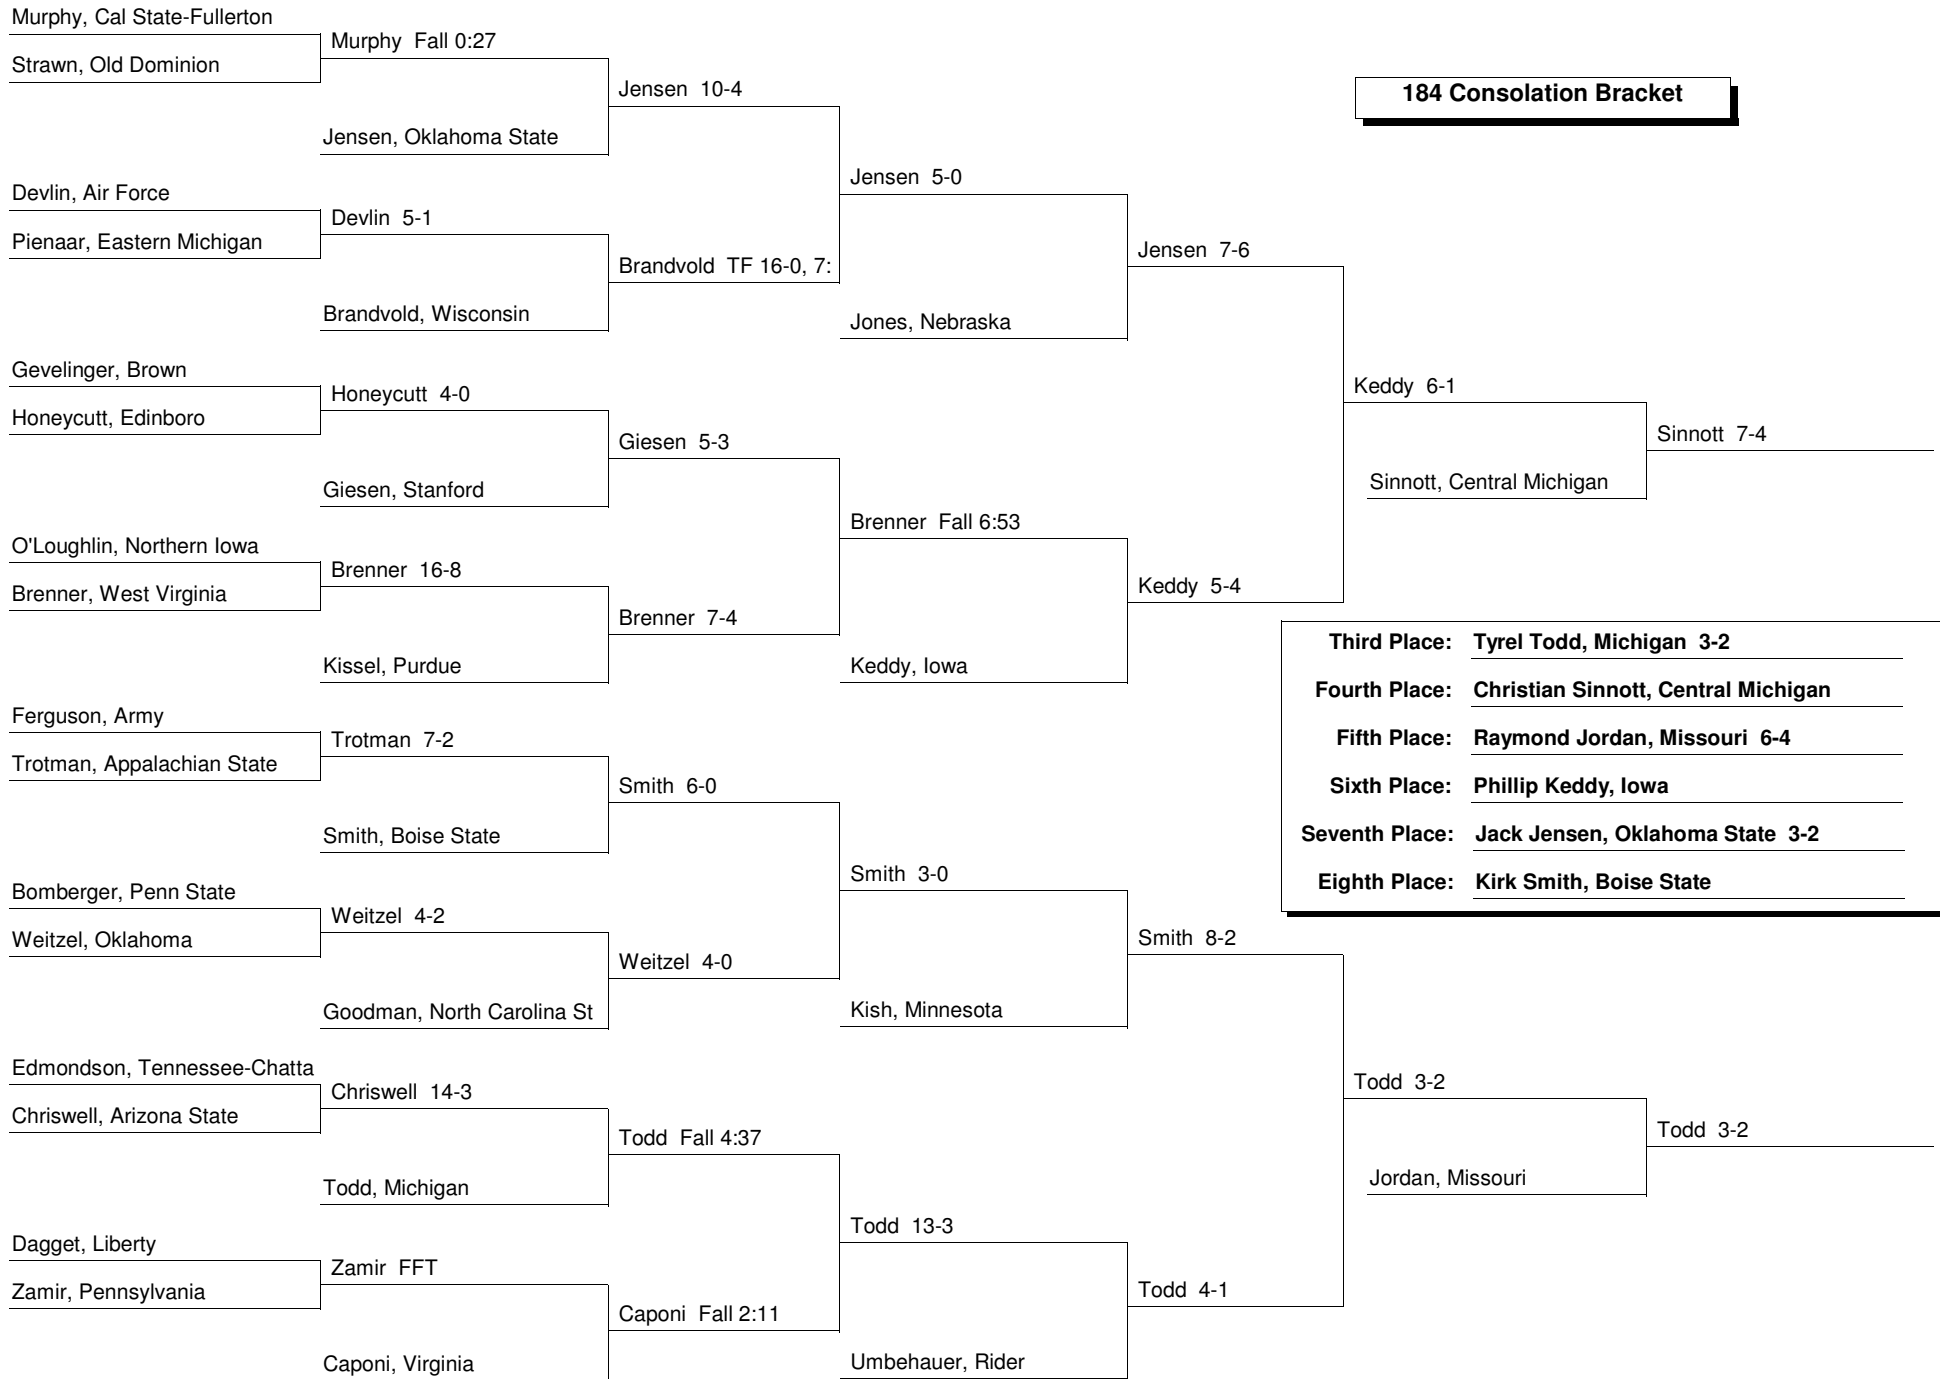 Murphy, Cal State-Fullerton
Strawn, Old Dominion
Murphy  Fall 0:27
Jensen, Oklahoma State
Jensen  10-4
184 Consolation Bracket
Devlin, Air Force
Pienaar, Eastern Michigan
Devlin  5-1
Brandvold, Wisconsin
Brandvold  TF 16-0, 7:
Jensen  5-0
Jones, Nebraska
Jensen  7-6
Gevelinger, Brown
Honeycutt, Edinboro
Honeycutt  4-0
Giesen, Stanford
Giesen  5-3
O'Loughlin, Northern Iowa
Brenner, West Virginia
Brenner  16-8
Kissel, Purdue
Brenner  7-4
Brenner  Fall 6:53
Keddy, Iowa
Keddy  5-4
Keddy  6-1
Sinnott, Central Michigan
Sinnott  7-4
Third Place: Tyrel Todd, Michigan  3-2
Fourth Place: Christian Sinnott, Central Michigan
Fifth Place: Raymond Jordan, Missouri  6-4
Sixth Place: Phillip Keddy, Iowa
Seventh Place: Jack Jensen, Oklahoma State  3-2
Eighth Place: Kirk Smith, Boise State
Ferguson, Army
Trotman, Appalachian State
Trotman  7-2
Smith, Boise State
Smith  6-0
Bomberger, Penn State
Weitzel, Oklahoma
Weitzel  4-2
Goodman, North Carolina St
Weitzel  4-0
Smith  3-0
Kish, Minnesota
Smith  8-2
Edmondson, Tennessee-Chatta
Chriswell, Arizona State
Chriswell  14-3
Todd, Michigan
Todd  Fall 4:37
Dagget, Liberty
Zamir, Pennsylvania
Zamir  FFT
Caponi, Virginia
Caponi  Fall 2:11
Todd  13-3
Umbehauer, Rider
Todd  4-1
Todd  3-2
Jordan, Missouri
Todd  3-2